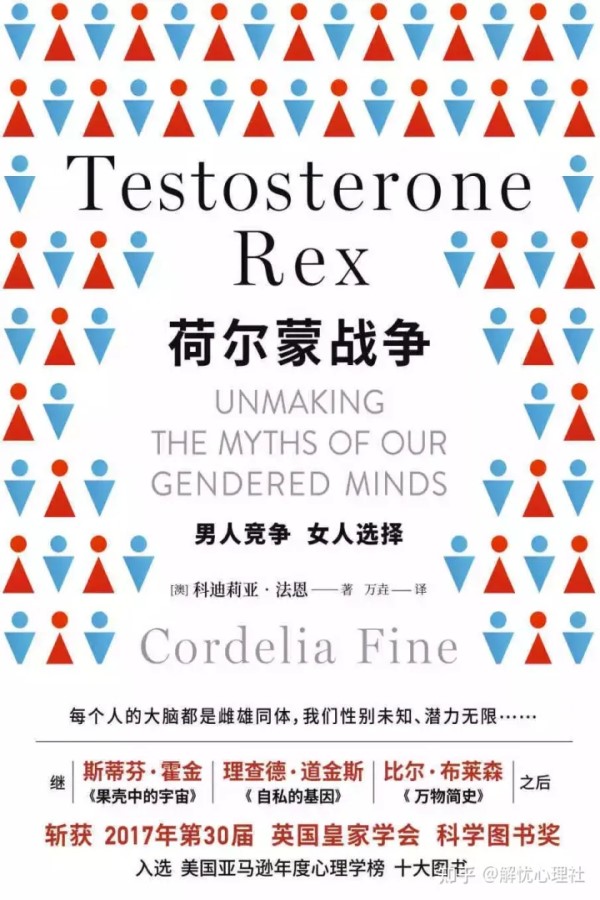 Testosterone
Rex
荷尔蒙战争
UNMAKING
THE MYTHS OF OUR
GENDERED MINDS
男人竞争 女人选择
[澳] 科迪莉亚·法恩——著 万垚——译
Cordelia Fine
每个人的大脑都是雌雄同体,我们性别未知、潜力无限……
继 斯蒂芬·霍金 理查德·道金斯 比尔·布莱森 之后
《果壳中的宇宙》 《自私的基因》 《万物简史》
斩获 2017年第30届 英国皇家学会 科学图书奖
入选 美国亚马逊年度心理学榜 十大图书
知乎 @解忧心理社